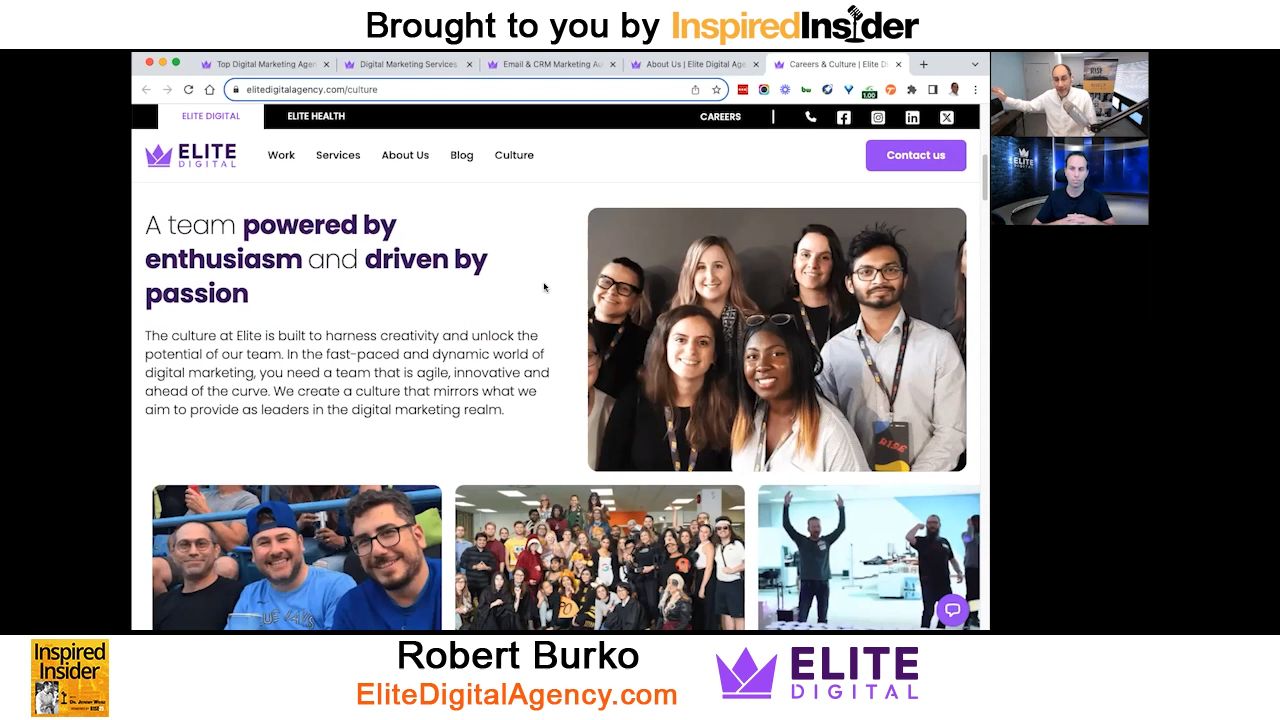 Brought to you by InspiredInsider
Top Digital Marketing Agen
Digital Marketing Services
Email & CRM Marketing Au
About Us | Elite Digital Age
Careers & Culture | Elite D
elitedigitalagency.com/culture
1.00
ELITE DIGITAL
ELITE HEALTH
CAREERS
ELITE
DIGITAL
Work
Services
About Us
Blog
Culture
Contact us
A team powered by
enthusiasm and driven by
passion
The culture at Elite is built to harness creativity and unlock the
potential of our team. In the fast-paced and dynamic world of
digital marketing, you need a team that is agile, innovative and
ahead of the curve. We create a culture that mirrors what we
aim to provide as leaders in the digital marketing realm.
RISE
Inspired
Insider
Robert Burko
EliteDigitalAgency.com
ELITE
DIGITAL